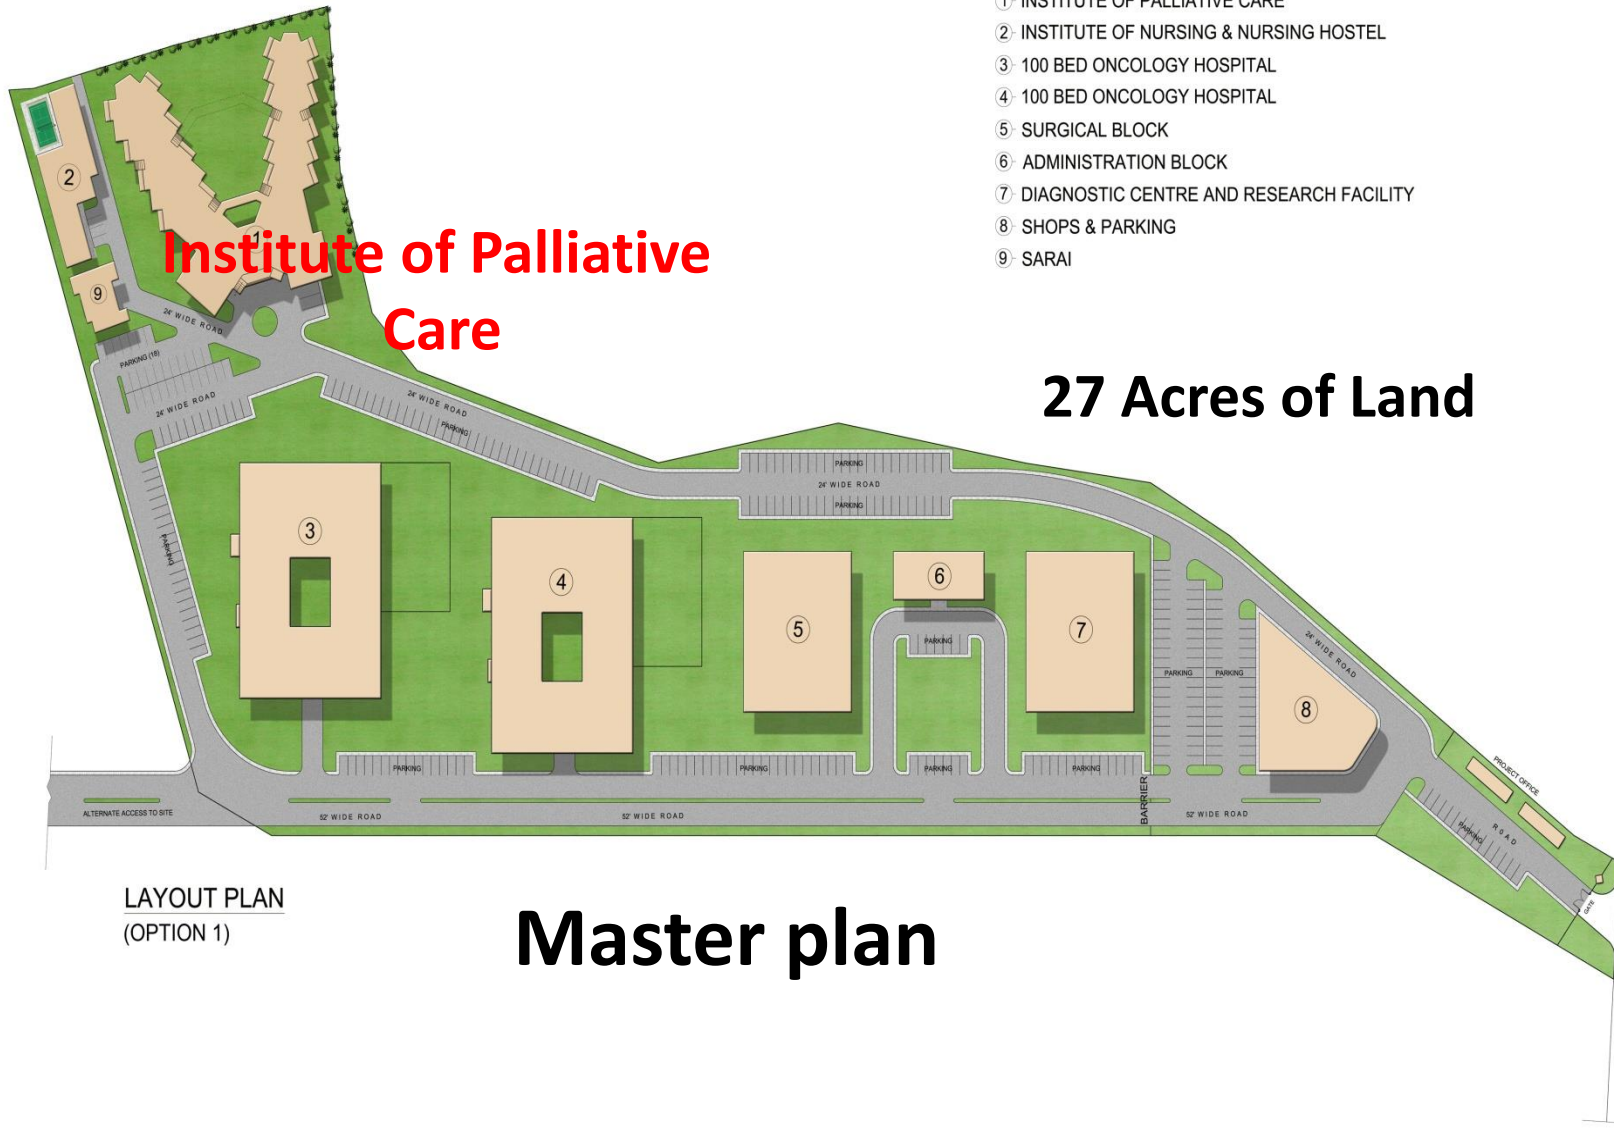 ① INSTITUTE OF PALLIATIVE CARE
② INSTITUTE OF NURSING & NURSING HOSTEL
③ 100 BED ONCOLOGY HOSPITAL
④ 100 BED ONCOLOGY HOSPITAL
⑤ SURGICAL BLOCK
⑥ ADMINISTRATION BLOCK
⑦ DIAGNOSTIC CENTRE AND RESEARCH FACILITY
⑧ SHOPS & PARKING
⑨ SARAI
②
①
Institute of Palliative
Care
⑨
24' WIDE ROAD
PARKING (18)
24' WIDE ROAD
24' WIDE ROAD
PARKING
27 Acres of Land
PARKING
24' WIDE ROAD
PARKING
③
PARKING
④
⑤
⑥
PARKING
⑦
24' WIDE ROAD
PARKING
PARKING
⑧
PARKING
PARKING
PARKING
PARKING
BARRIER
PROJECT OFFICE
ALTERNATE ACCESS TO SITE
52' WIDE ROAD
52' WIDE ROAD
52' WIDE ROAD
PARKING
ROAD
GATE
LAYOUT PLAN
(OPTION 1)
Master plan